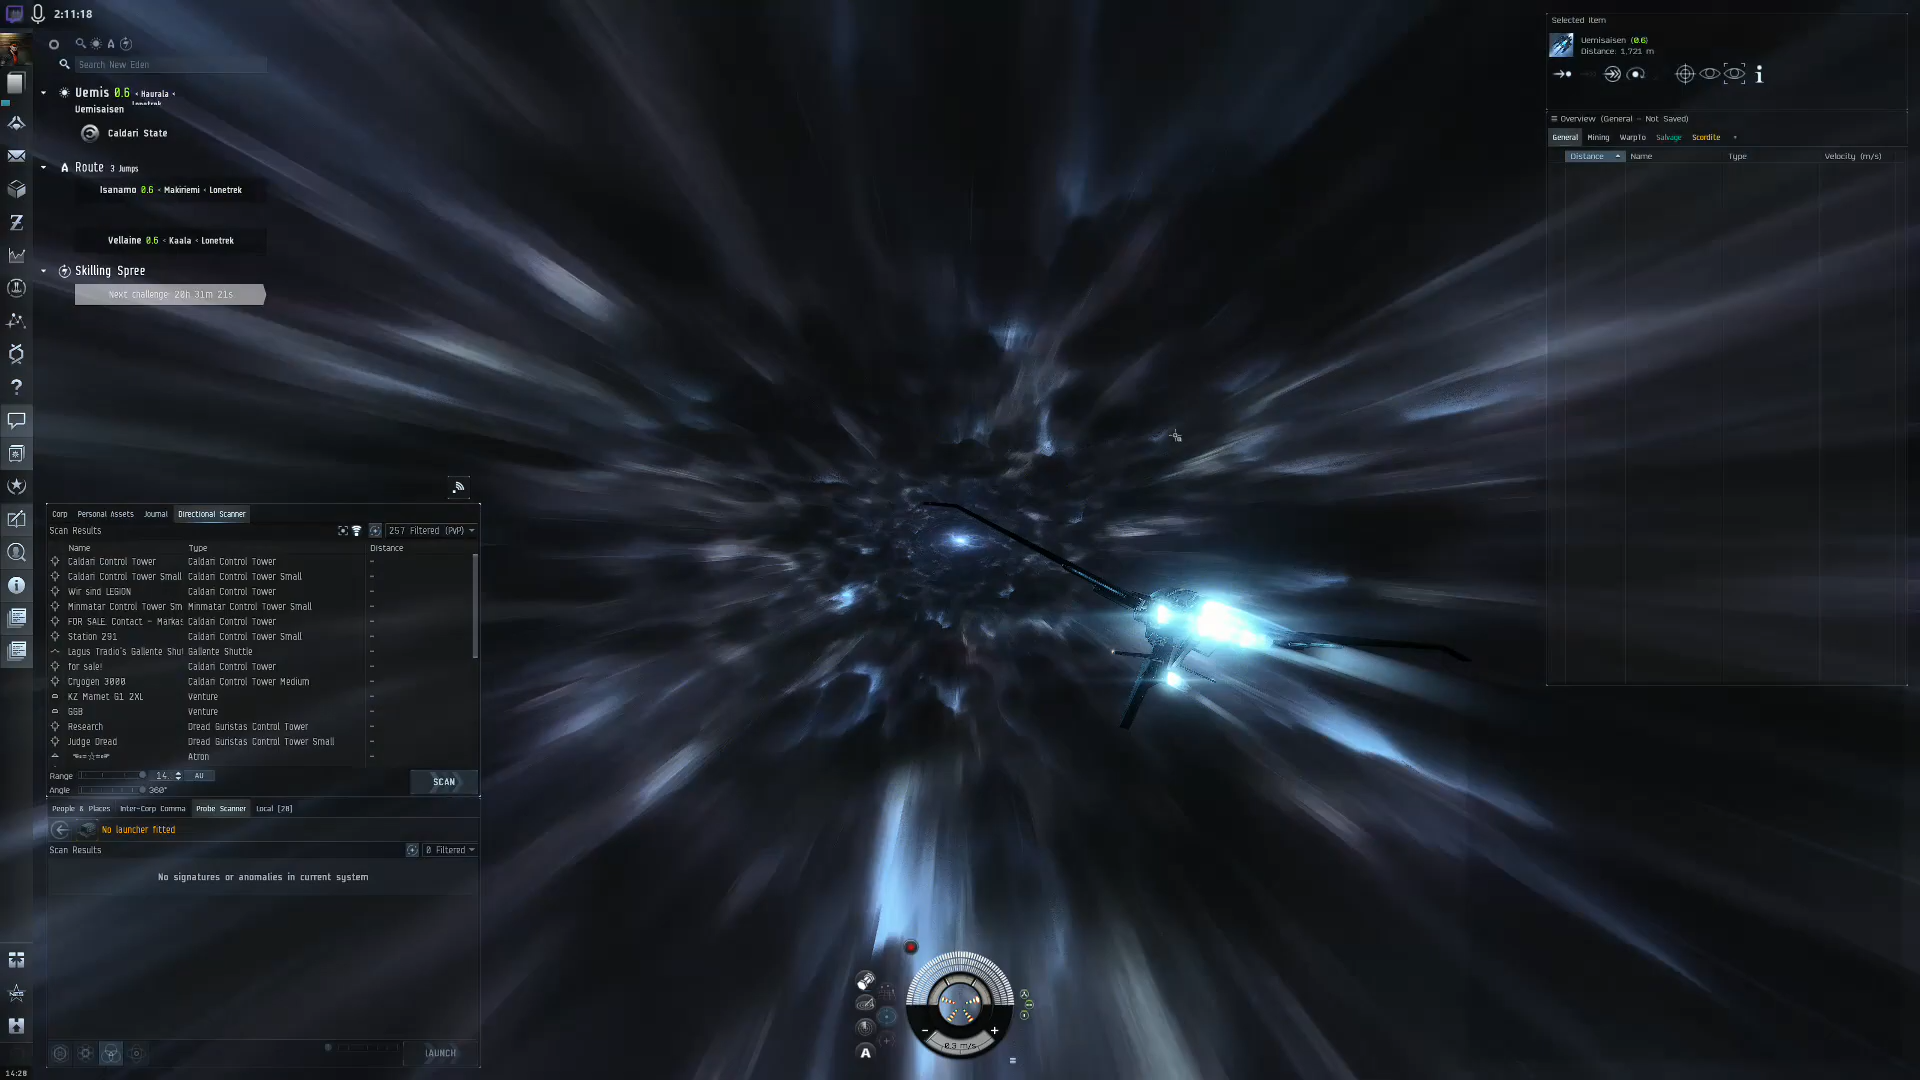 2:11:18
Search New Eden
Uemis 0.6 ‹ Haurala ‹
Lonetrek
Uemisaisen
Caldari State
Route 3 Jumps
Isanamo 0.6 ‹ Makiriemi ‹ Lonetrek
Vellaine 0.6 ‹ Kaala ‹ Lonetrek
Skilling Spree
Next challenge: 20h 31m 21s
Corp Personal Assets Journal Directional Scanner
Scan Results 257 Filtered (PVP)
Name Type Distance
Caldari Control Tower Caldari Control Tower –
Caldari Control Tower Small Caldari Control Tower Small –
Wir sind LEGION Caldari Control Tower –
Minmatar Control Tower Sm Minmatar Control Tower Small –
FOR SALE: Contact – Markas Caldari Control Tower –
Station 291 Caldari Control Tower Small –
Lagus Tradio's Gallente Shut Gallente Shuttle –
for sale! Caldari Control Tower –
Cryogen 3000 Caldari Control Tower Medium –
KZ Mamet G1 2XL Venture –
GGB Venture –
Research Dread Guristas Control Tower –
Judge Dread Dread Guristas Control Tower Small –
Atron –
Range 14. AU
Angle 360°
SCAN
People & Places Inter-Corp Comma Probe Scanner Local [28]
No launcher fitted
Scan Results 0 Filtered
No signatures or anomalies in current system
LAUNCH
14:28
NES
A
0.3 m/s
Selected Item
Uemisaisen (0.6)
Distance: 1,721 m
Overview (General – Not Saved)
General Mining WarpTo Salvage Scordite +
Distance Name Type Velocity (m/s)